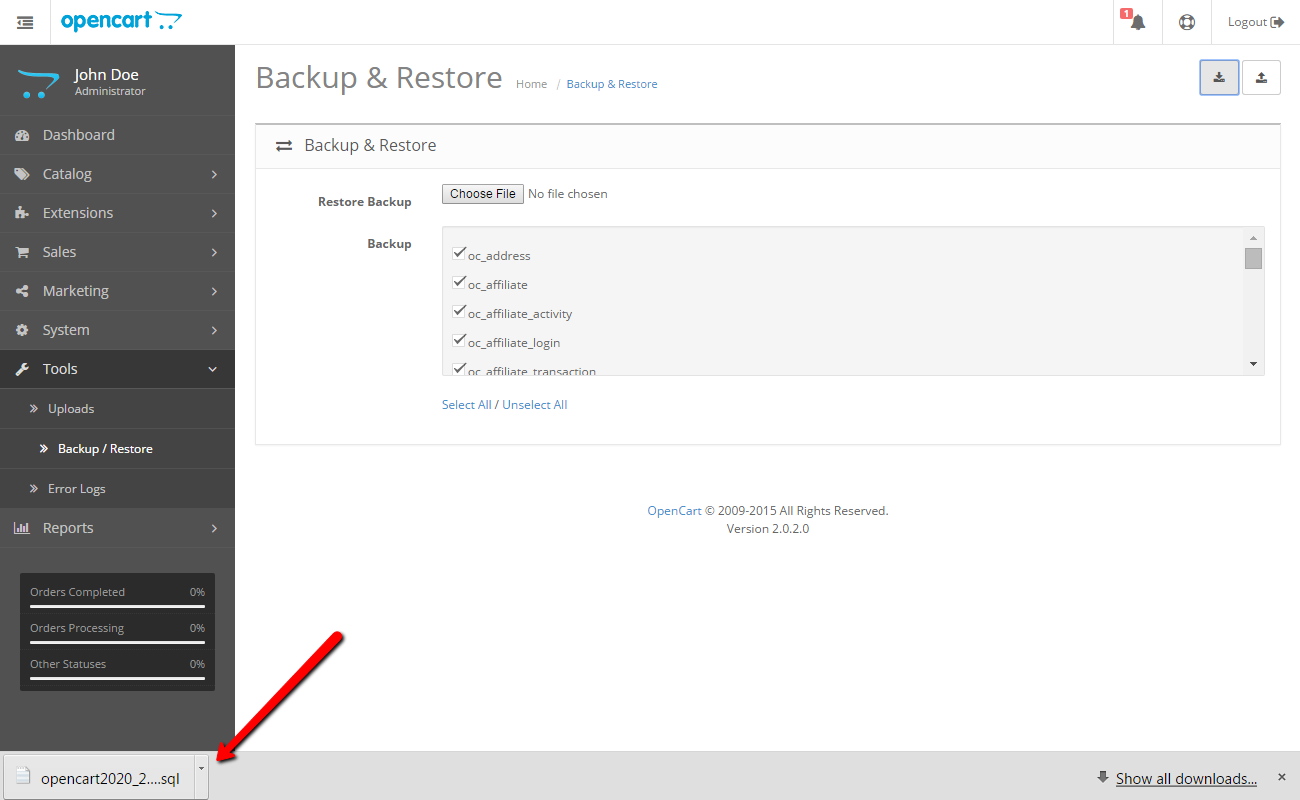 opencart
1
Logout
John Doe
Administrator
Dashboard
Catalog
Extensions
Sales
Marketing
System
Tools
Uploads
Backup / Restore
Error Logs
Reports
Orders Completed 0%
Orders Processing 0%
Other Statuses 0%
Backup & Restore
Home / Backup & Restore
Backup & Restore
Restore Backup
Choose File No file chosen
Backup
oc_address
oc_affiliate
oc_affiliate_activity
oc_affiliate_login
oc_affiliate_transaction
Select All / Unselect All
OpenCart © 2009-2015 All Rights Reserved.
Version 2.0.2.0
opencart2020_2....sql
Show all downloads...